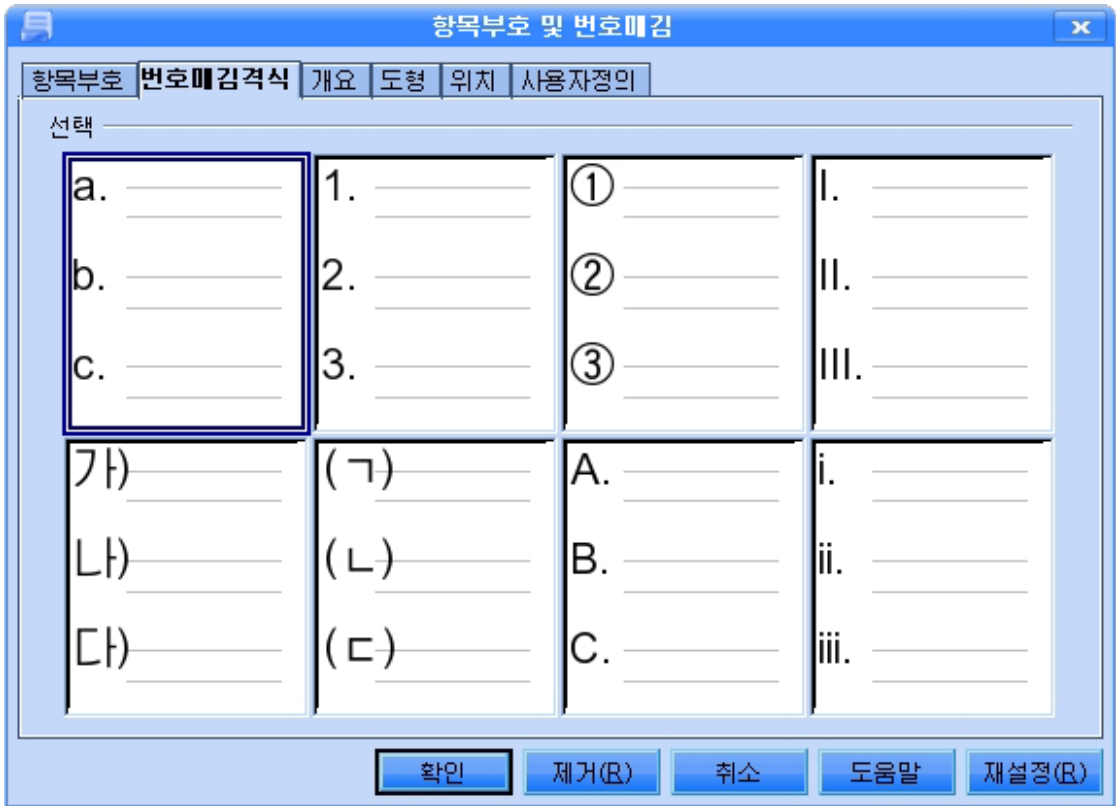 항목부호 및 번호매김
항목부호 번호매김격식 개요 도형 위치 사용자정의
선택
a. 1. ① I.
b. 2. ② II.
c. 3. ③ III.
가) (ㄱ) A. i.
나) (ㄴ) B. ii.
다) (ㄷ) C. iii.
확인 제거(R) 취소 도움말 재설정(R)